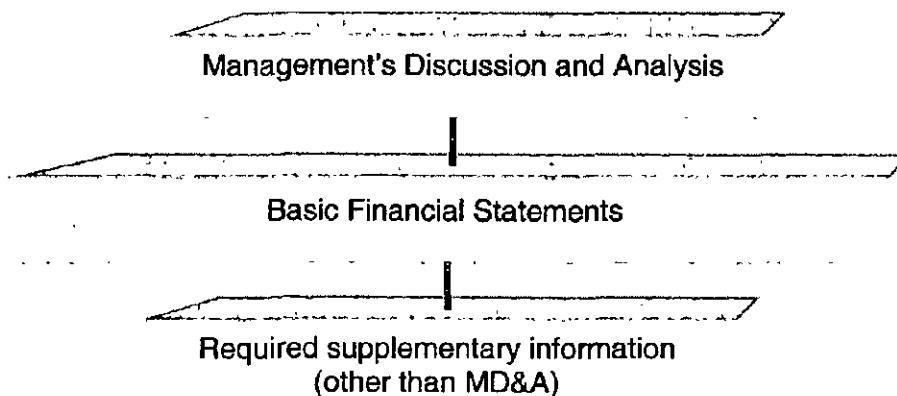 Management's Discussion and Analysis
Basic Financial Statements
Required supplementary information
(other than MD&A)